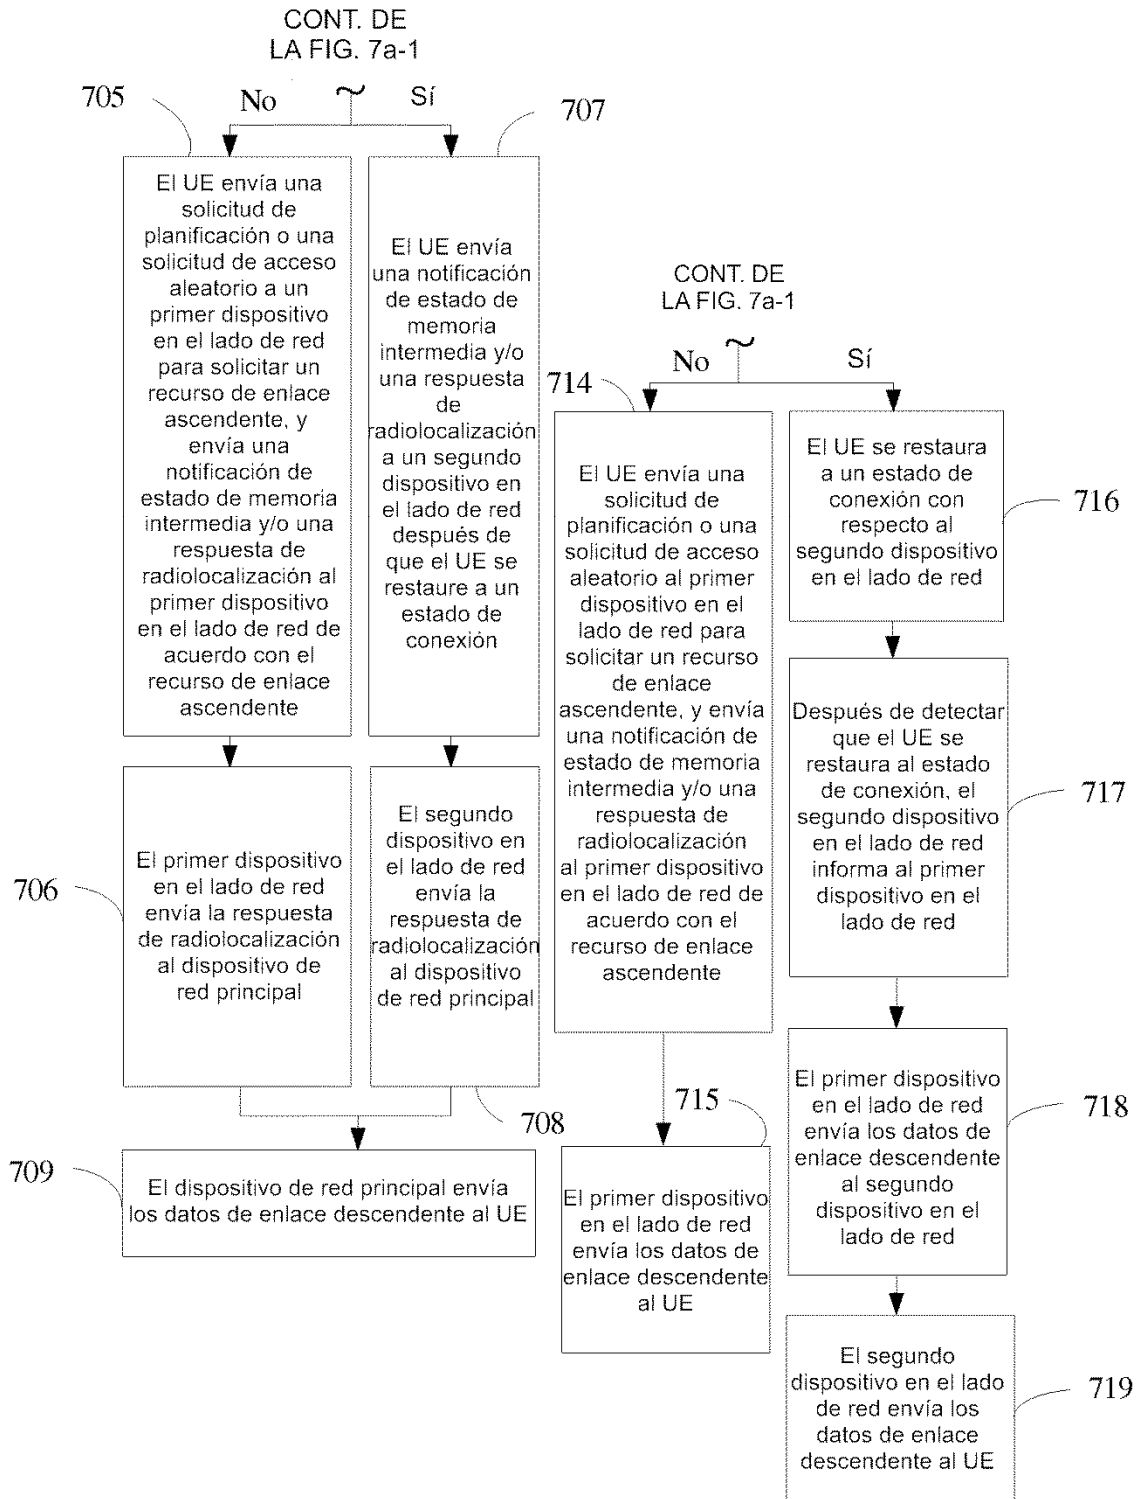 CONT. DE
LA FIG. 7a-1
705
No
Sí
707
El UE envía una
solicitud de
planificación o una
solicitud de acceso
aleatorio a un
primer dispositivo
en el lado de red
para solicitar un
recurso de enlace
ascendente, y
envía una
notificación de
estado de memoria
intermedia y/o una
respuesta de
radiolocalización al
primer dispositivo
en el lado de red de
acuerdo con el
recurso de enlace
ascendente
El UE envía
una notificación
de estado de
memoria
intermedia y/o
una respuesta
de
radiolocalización
a un segundo
dispositivo en
el lado de red
después de
que el UE se
restaure a un
estado de
conexión
706
El primer dispositivo
en el lado de red
envía la respuesta
de radiolocalización
al dispositivo de
red principal
El segundo
dispositivo en
el lado de red
envía la
respuesta de
radiolocalización
al dispositivo
de red principal
708
709
El dispositivo de red principal envía
los datos de enlace descendente al UE
CONT. DE
LA FIG. 7a-1
No
Sí
714
El UE envía una
solicitud de
planificación o una
solicitud de acceso
aleatorio al primer
dispositivo en el
lado de red para
solicitar un recurso
de enlace
ascendente, y envía
una notificación de
estado de memoria
intermedia y/o una
respuesta de
radiolocalización
al primer dispositivo
en el lado de red de
acuerdo con el
recurso de enlace
ascendente
715
El primer dispositivo
en el lado de red
envía los datos de
enlace descendente
al UE
El UE se restaura
a un estado de
conexión con
respecto al
segundo dispositivo
en el lado de red
716
Después de detectar
que el UE se
restaura al estado
de conexión, el
segundo dispositivo
en el lado de red
informa al primer
dispositivo en el
lado de red
717
El primer dispositivo
en el lado de red
envía los datos de
enlace descendente
al segundo
dispositivo en el
lado de red
718
El segundo
dispositivo en el lado
de red envía los
datos de enlace
descendente al UE
719